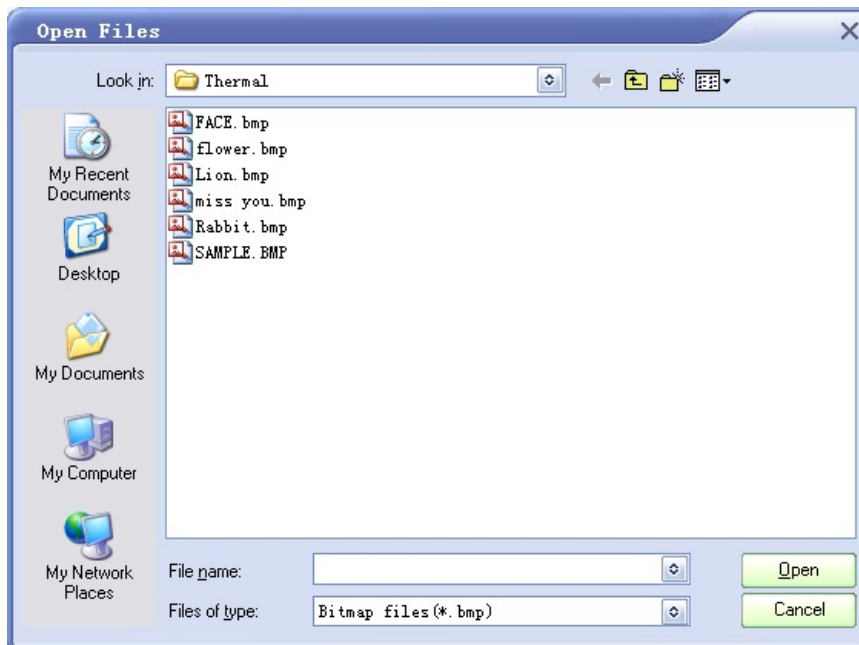 Open Files
Look in:
Thermal
My Recent
Documents
Desktop
My Documents
My Computer
My Network
Places
FACE.bmp
flower.bmp
Lion.bmp
miss you.bmp
Rabbit.bmp
SAMPLE.BMP
File name:
Open
Files of type:
Bitmap files(*.bmp)
Cancel